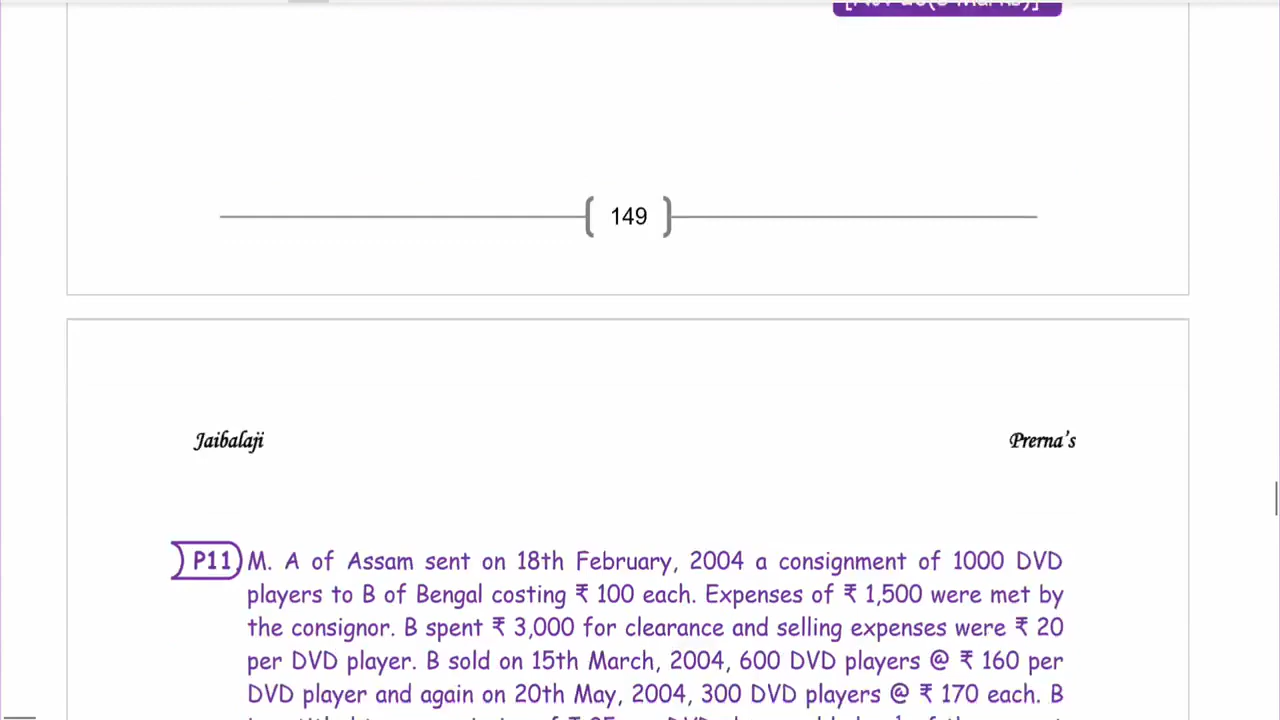 149
Jaibalaji
Prerna's
P11 M. A of Assam sent on 18th February, 2004 a consignment of 1000 DVD
players to B of Bengal costing ₹ 100 each. Expenses of ₹ 1,500 were met by
the consignor. B spent ₹ 3,000 for clearance and selling expenses were ₹ 20
per DVD player. B sold on 15th March, 2004, 600 DVD players @ ₹ 160 per
DVD player and again on 20th May, 2004, 300 DVD players @ ₹ 170 each. B